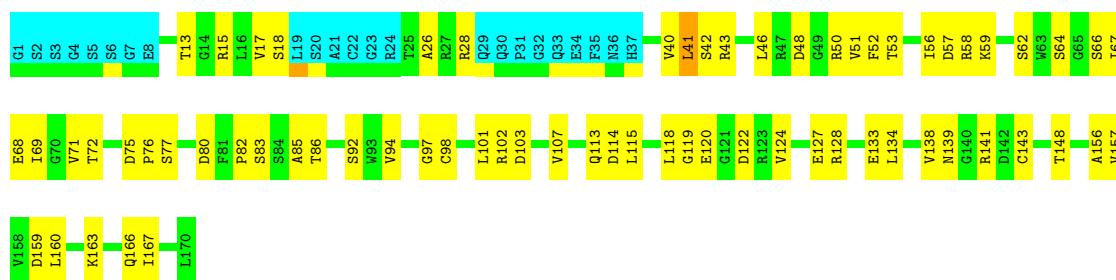 G1 S2 S3 G4 S5 S6 G7 E8 T13 G14 R15 L16 V17 S18 L19 S20 A21 C22 G23 R24 T25 A26 R27 R28 Q29 Q30 P31 G32 Q33 E34 F35 N36 H37 V40 L41 S42 R43 L46 R47 D48 G49 R50 V51 F52 T53 I56 D57 R58 K59 S62 W63 S64 G65 S66 I67
E68 I69 G70 V71 T72 D75 P76 S77 D80 F81 P82 S83 S84 A85 T86 S92 W93 V94 G97 C98 L101 R102 D103 V107 Q113 D114 L115 L118 G119 E120 G121 D122 R123 V124 E127 R128 E133 L134 V138 N139 G140 R141 D142 C143 T148 A156 V157
V158 D159 L160 K163 Q166 I167 L170